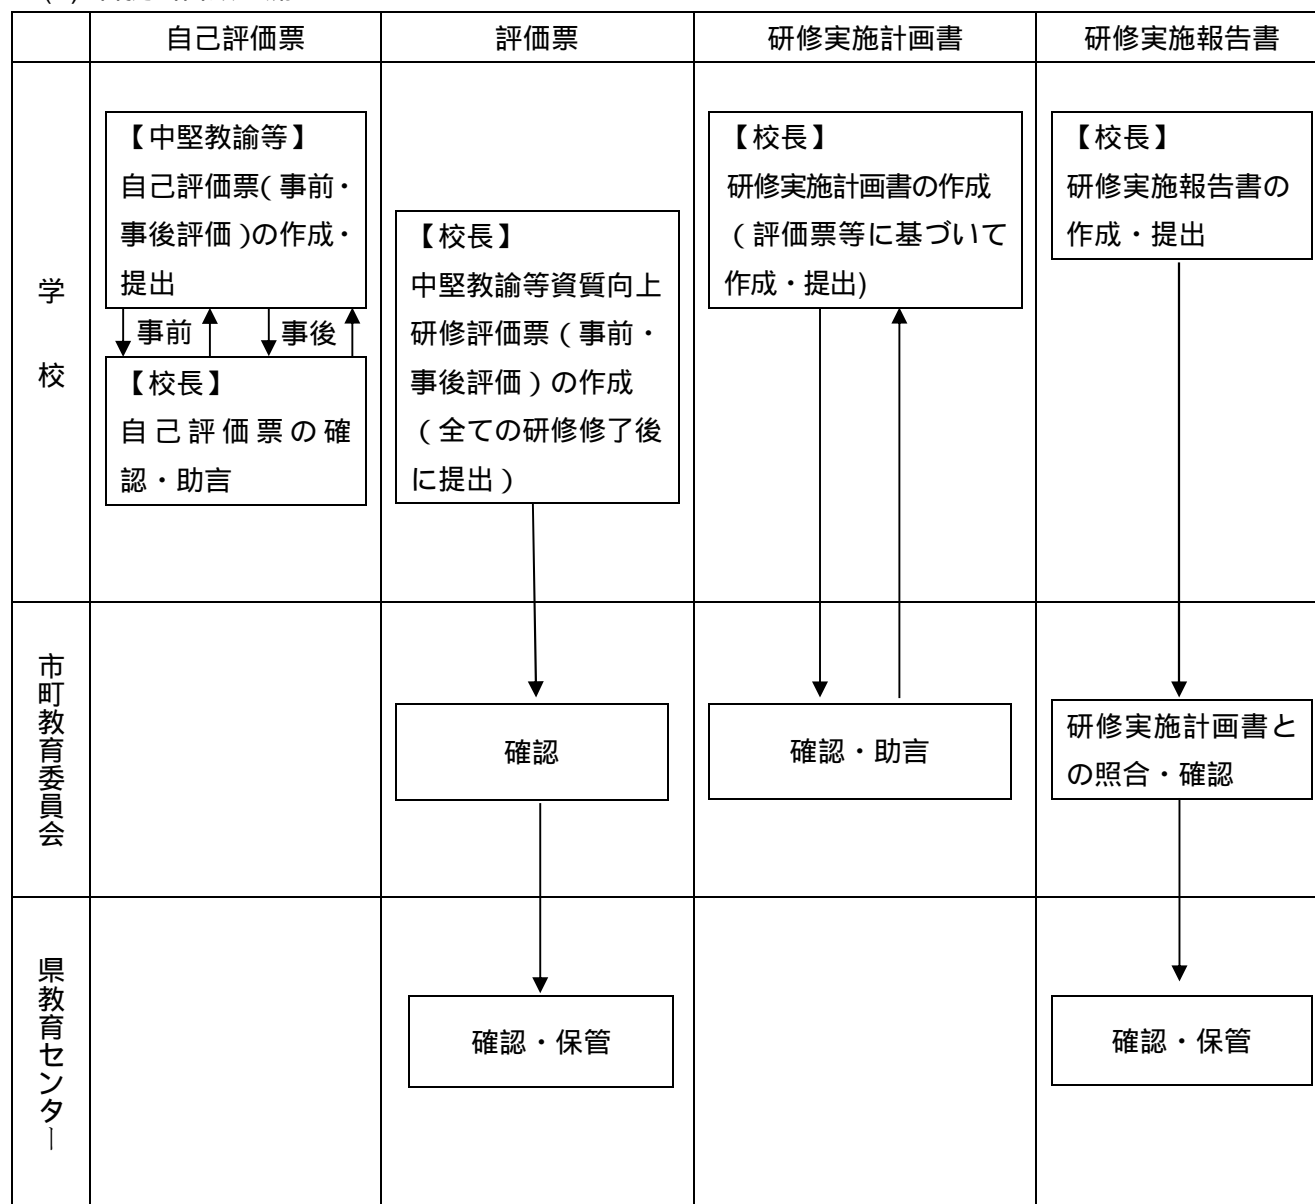 自己評価票
評価票
研修実施計画書
研修実施報告書
学校
【中堅教諭等】
自己評価票(事前・
事後評価)の作成・
提出
事前
事後
【校長】
自己評価票の確
認・助言
【校長】
中堅教諭等資質向上
研修評価票(事前・
事後評価)の作成
(全ての研修修了後
に提出)
【校長】
研修実施計画書の作成
(評価票等に基づいて
作成・提出)
【校長】
研修実施報告書の
作成・提出
市町教育委員会
確認
確認・助言
研修実施計画書と
の照合・確認
県教育センター
確認・保管
確認・保管